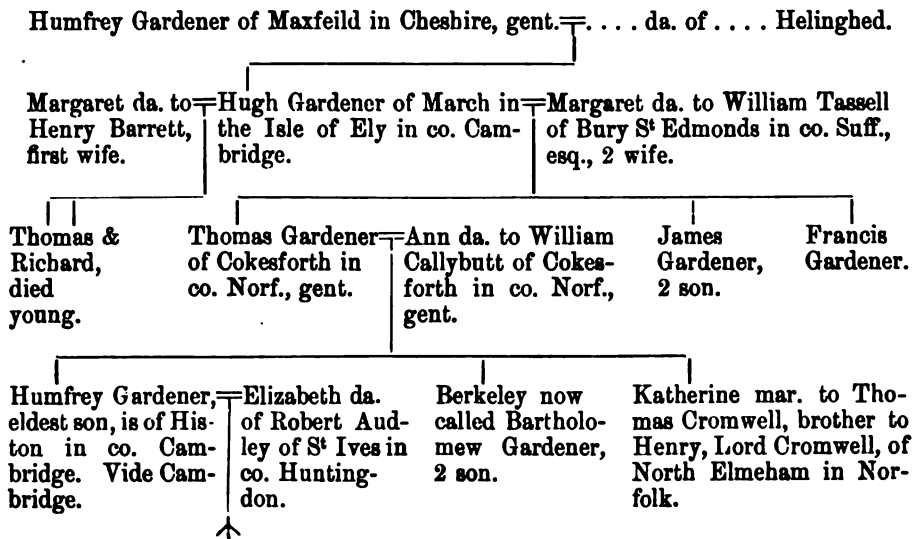 Humfrey Gardener of Maxfeild in Cheshire, gent.=. . . . da. of . . . . Helinghed.
Margaret da. to=Hugh Gardener of March in=Margaret da. to William Tassell
Henry Barrett, the Isle of Ely in co. Cam- of Bury St Edmonds in co. Suff.,
first wife. bridge. esq., 2 wife.
Thomas & Thomas Gardener=Ann da. to William James Francis
Richard, of Cokesforth in Callybutt of Cokes- Gardener, Gardener.
died co. Norf., gent. forth in co. Norf., 2 son.
young. gent.
Humfrey Gardener,=Elizabeth da. Berkeley now Katherine mar. to Tho-
eldest son, is of His- of Robert Aud- called Bartholo- mas Cromwell, brother to
ton in co. Cam- ley of St Ives in mew Gardener, Henry, Lord Cromwell, of
bridge. Vide Cam- co. Hunting- 2 son. North Elmeham in Nor-
bridge. don. folk.